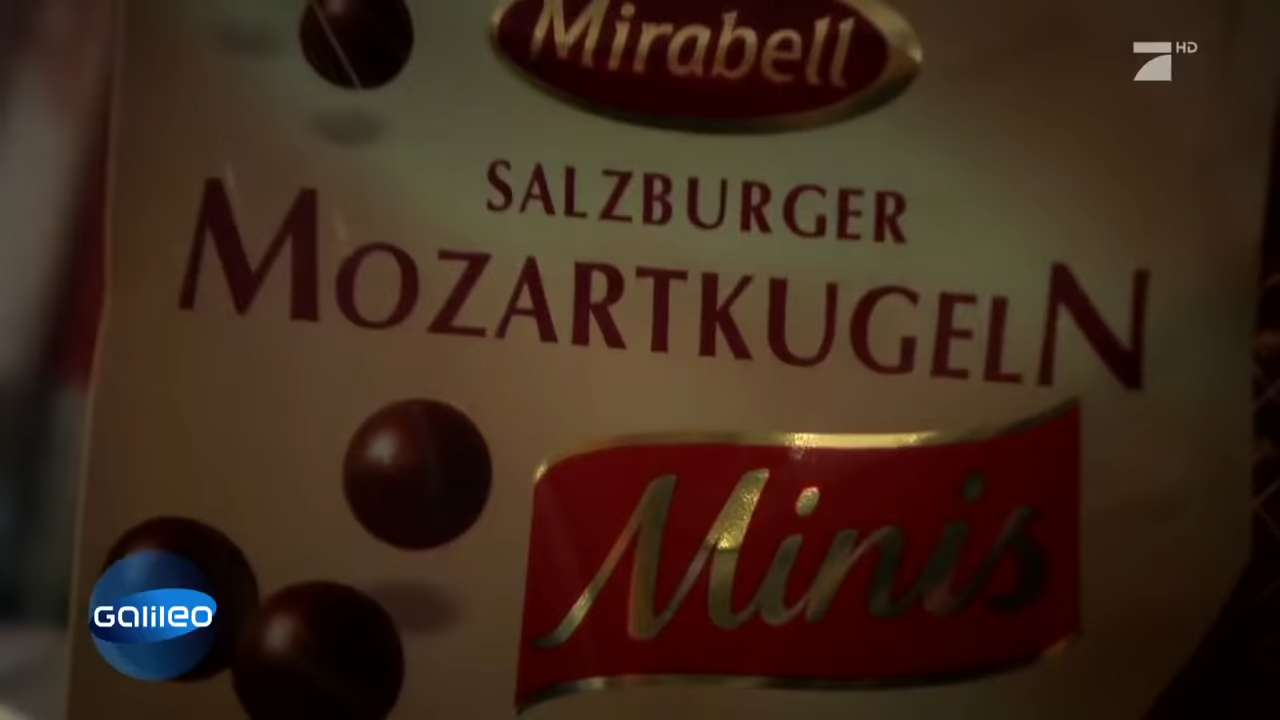 Mirabell
HD
SALZBURGER
MOZARTKUGELN
Minis
GALILEO